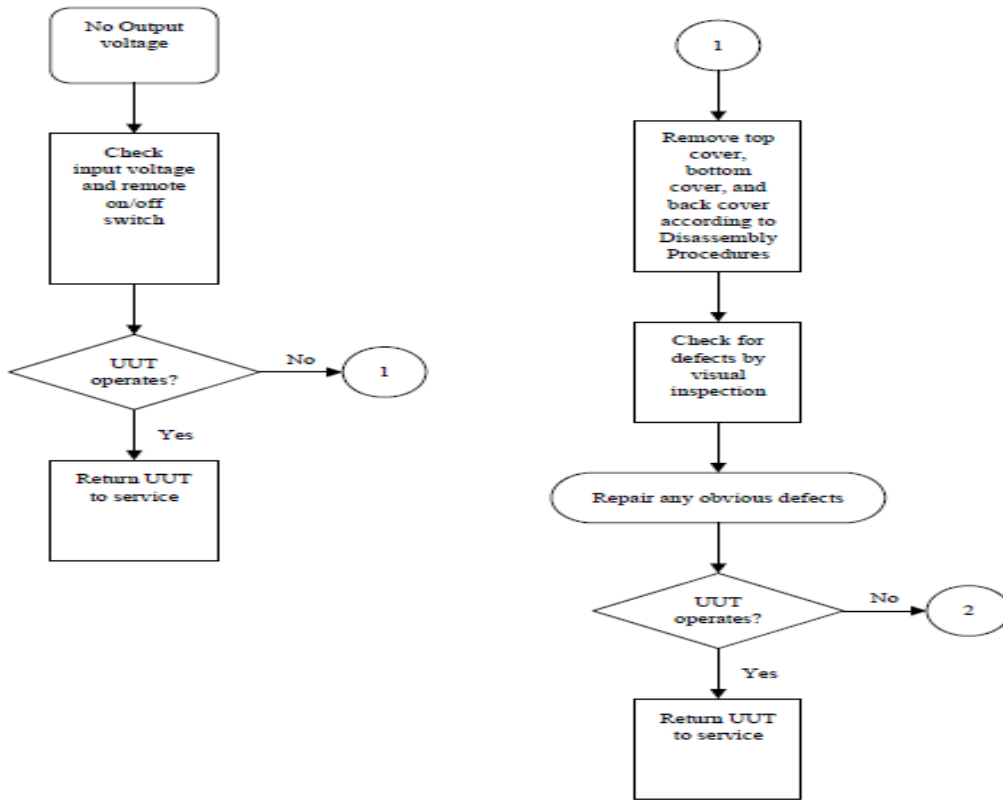 No Output
voltage
Check
input voltage
and remote
on/off
switch
UUT
operates?
No
1
Yes
Return UUT
to service
1
Remove top
cover,
bottom
cover, and
back cover
according to
Disassembly
Procedures
Check for
defects by
visual
inspection
Repair any obvious defects
UUT
operates?
No
2
Yes
Return UUT
to service